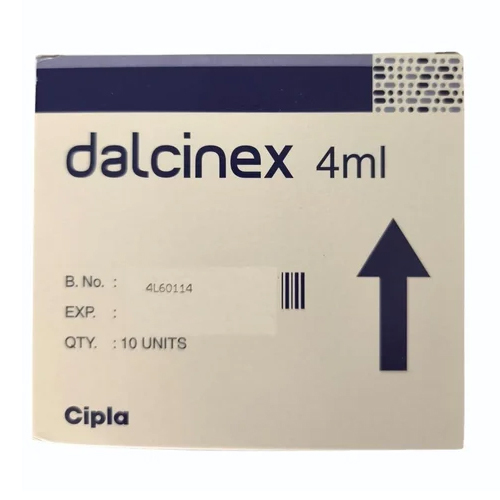 dalcinex 4ml
B. No. : 4L60114
EXP. :
QTY. : 10 UNITS
Cipla